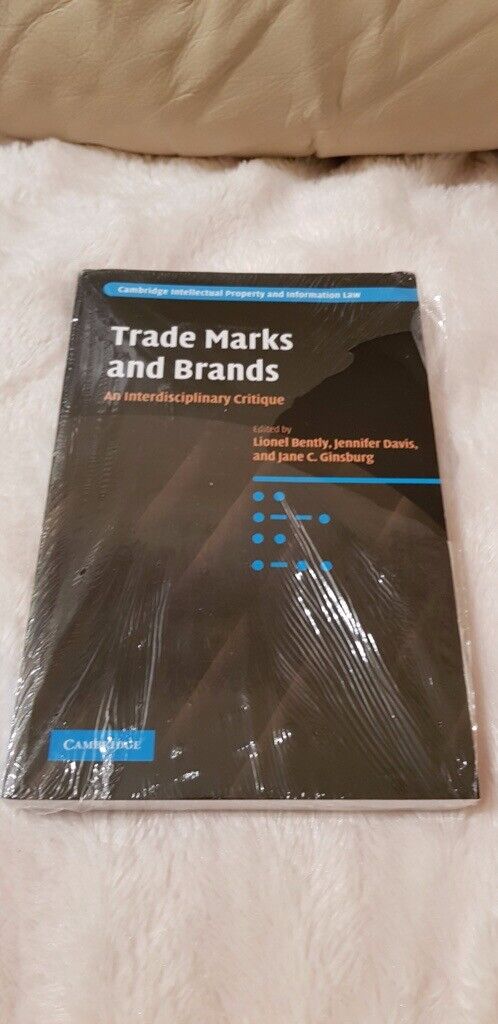 Cambridge Intellectual Property and Information Law
Trade Marks
and Brands
An Interdisciplinary Critique
Edited by
Lionel Bently, Jennifer Davis,
and Jane C. Ginsburg
CAMBRIDGE